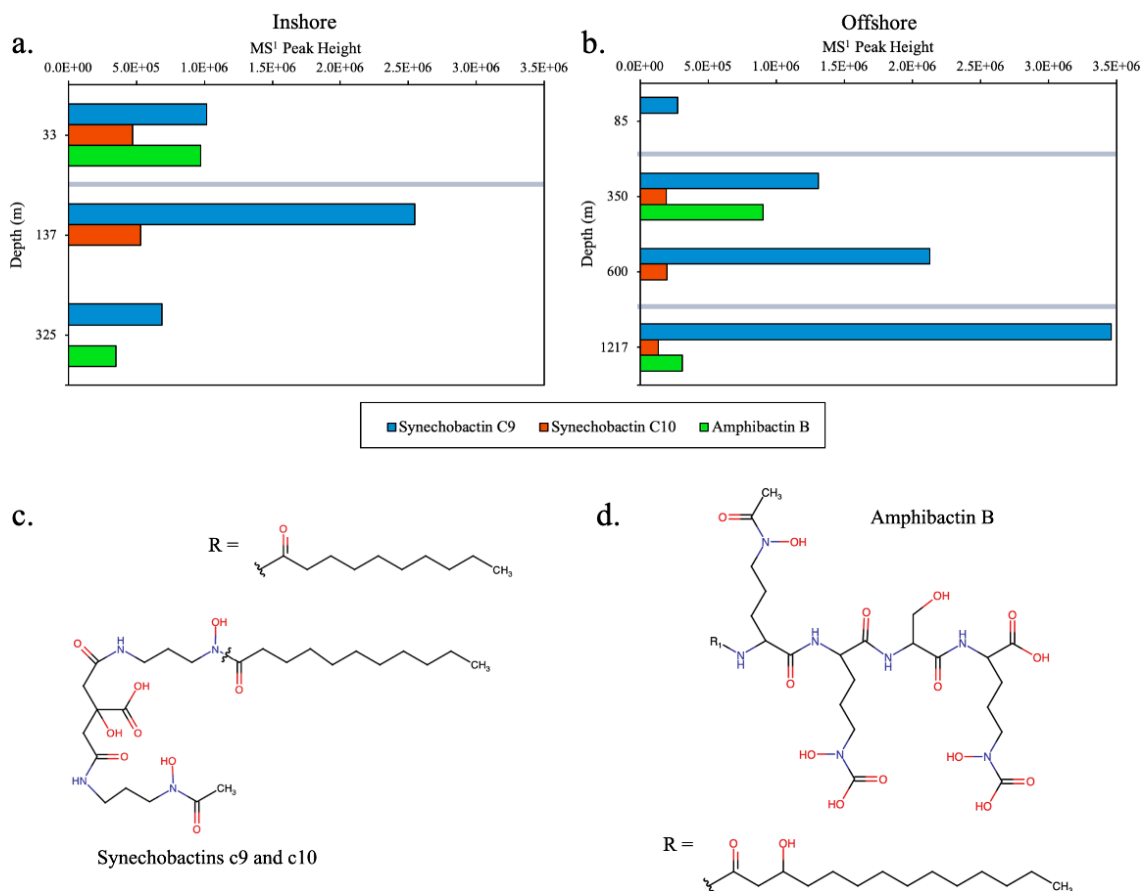 Inshore
a.
MS¹ Peak Height
0.0E+00 5.0E+05 1.0E+06 1.5E+06 2.0E+06 2.5E+06 3.0E+06 3.5E+06
Depth (m)
33
137
325
Offshore
b.
MS¹ Peak Height
0.0E+00 5.0E+05 1.0E+06 1.5E+06 2.0E+06 2.5E+06 3.0E+06 3.5E+06
Depth (m)
85
350
600
1217
Synechobactin C9 Synechobactin C10 Amphibactin B
c.
R =
O
CH₃
OH
H
N
N
O
O
CH₃
OH
O
OH
O
HN
HO
N
CH₃
O
Synechobactins c9 and c10
d.
Amphibactin B
CH₃
O
N
OH
OH
R₁
N
H
O
H
N
O
N
H
O
H
N
O
OH
HO
N
O
HO
HO
N
O
HO
R =
O
OH
CH₃